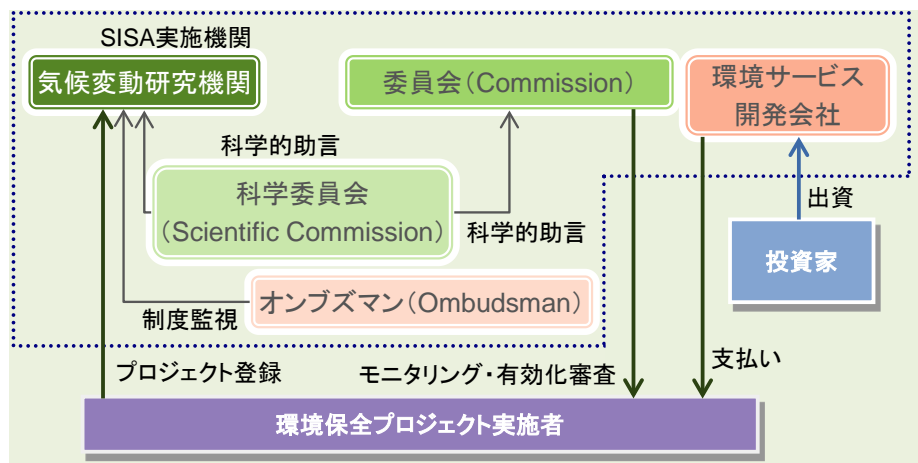 SISA実施機関
気候変動研究機関
委員会（Commission）
環境サービス
開発会社
科学的助言
科学委員会
（Scientific Commission）
科学的助言
出資
投資家
オンブズマン（Ombudsman）
制度監視
プロジェクト登録
モニタリング・有効化審査
支払い
環境保全プロジェクト実施者